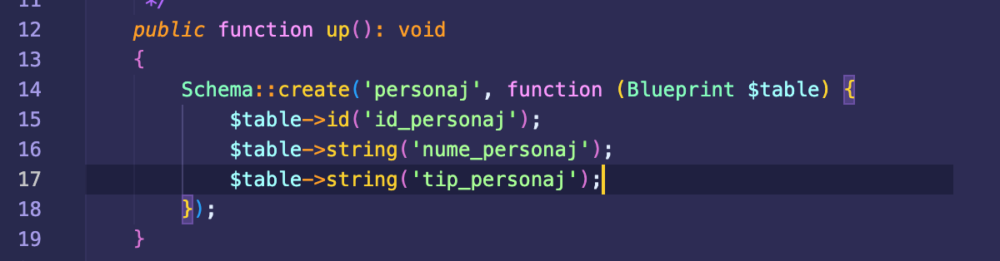 11 */
12 public function up(): void
13 {
14 Schema::create('personaj', function (Blueprint $table) {
15 $table->id('id_personaj');
16 $table->string('nume_personaj');
17 $table->string('tip_personaj');
18 });
19 }